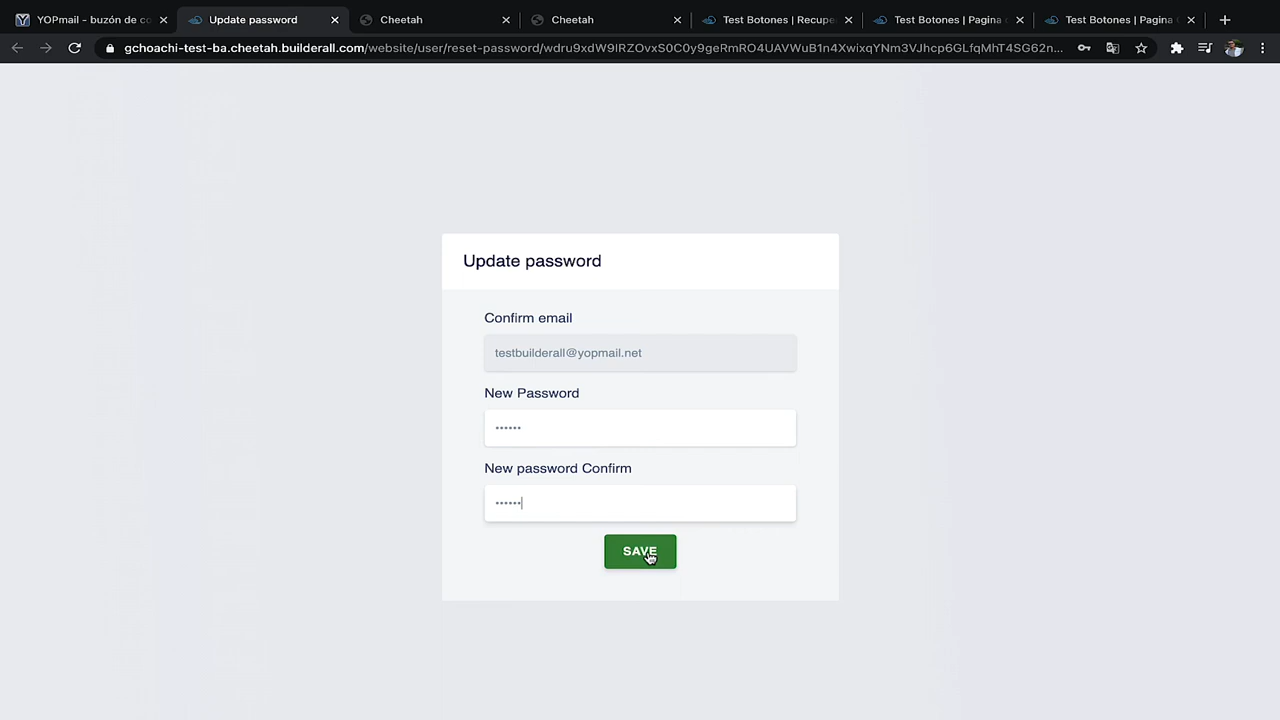 YOPmail – buzón de co
Update password
Cheetah
Cheetah
Test Botones | Recupe
Test Botones | Pagina
Test Botones | Pagina
gchoachi-test-ba.cheetah.builderall.com/website/user/reset-password/wdru9xdW9IRZOvxS0C0y9geRmRO4UAVWuB1n4XwixqYNm3VJhcp6GLfqMhT4SG62n...
Update password
Confirm email
testbuilderall@yopmail.net
New Password
New password Confirm
SAVE